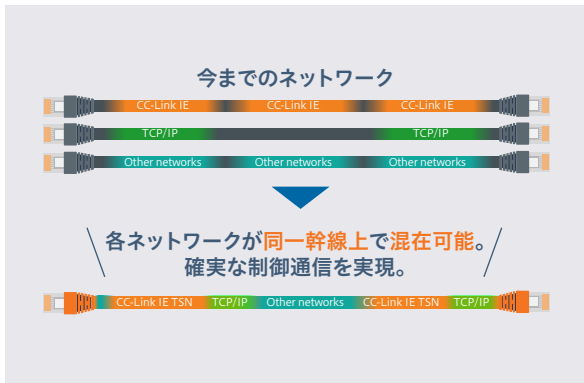 今までのネットワーク
CC-Link IE CC-Link IE CC-Link IE
TCP/IP TCP/IP
Other networks Other networks Other networks
各ネットワークが同一幹線上で混在可能。
確実な制御通信を実現。
CC-Link IE TSN TCP/IP Other networks CC-Link IE TSN TCP/IP